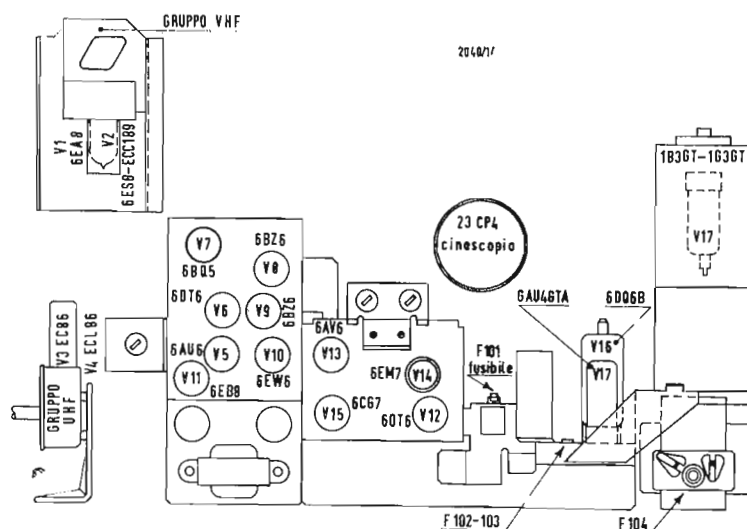 GRUPPO VHF
2040/1/
V1
6EA8
V2
6ES8-ECC189
1B3GT-1G3GT
V17
23 CP4
cinescopio
V7
6BZ6
V8
6BQ5
6DT6
V6
V9
6BZ6
6AU4GTA
6DQ6B
V16
V17
V3 EC86
V4 ECL86
6AU6
V5
V10
V11
6EB8
6EW6
6AV6
V13
6EM7
V14
F101
fusibile
6CG7
V15
6DT6
V12
GRUPPO
UHF
F102-103
F104